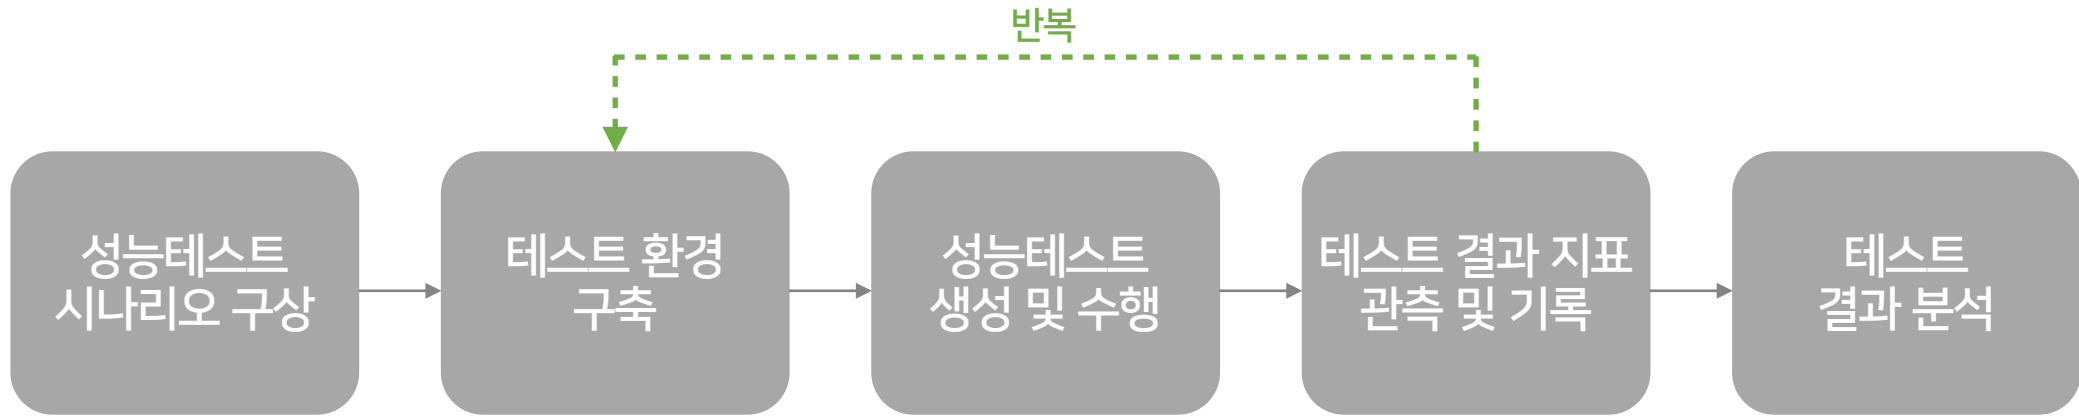 반복
성능테스트
시나리오 구상
테스트 환경
구축
성능테스트
생성 및 수행
테스트 결과 지표
관측 및 기록
테스트
결과 분석